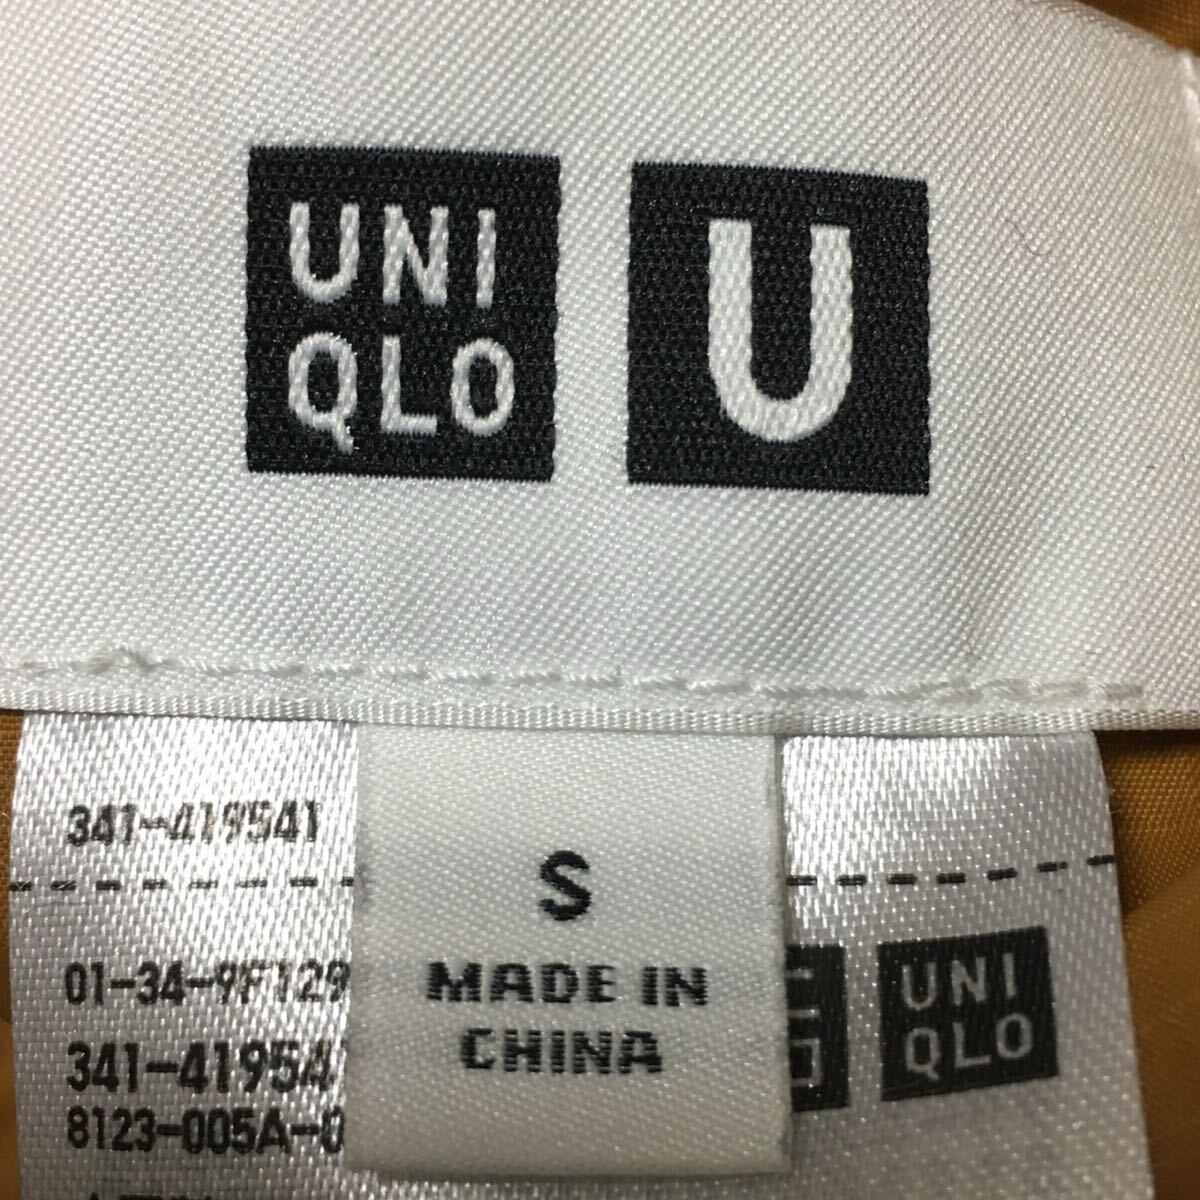 UNI
QLO
U
341-419541
S
MADE IN
CHINA
01-34-9F129
341-41954
8123-005A-0
UNI
QLO